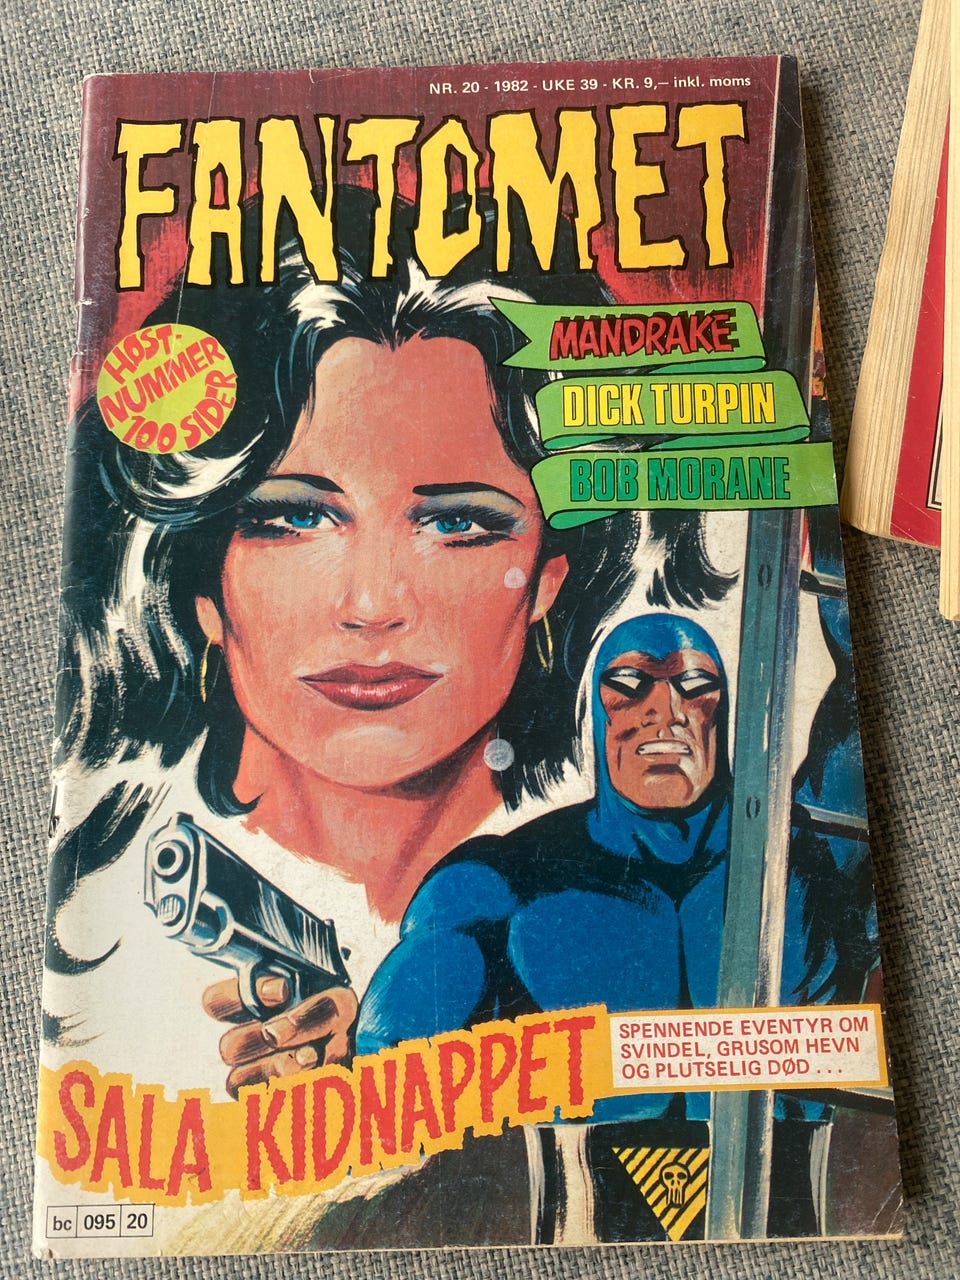 NR. 20 - 1982 - UKE 39 - KR. 9,— inkl. moms
FANTOMET
HØST-
NUMMER
100 SIDER
MANDRAKE
DICK TURPIN
BOB MORANE
SPENNENDE EVENTYR OM
SVINDEL, GRUSOM HEVN
OG PLUTSELIG DØD . . .
SALA KIDNAPPET
bc 095 20